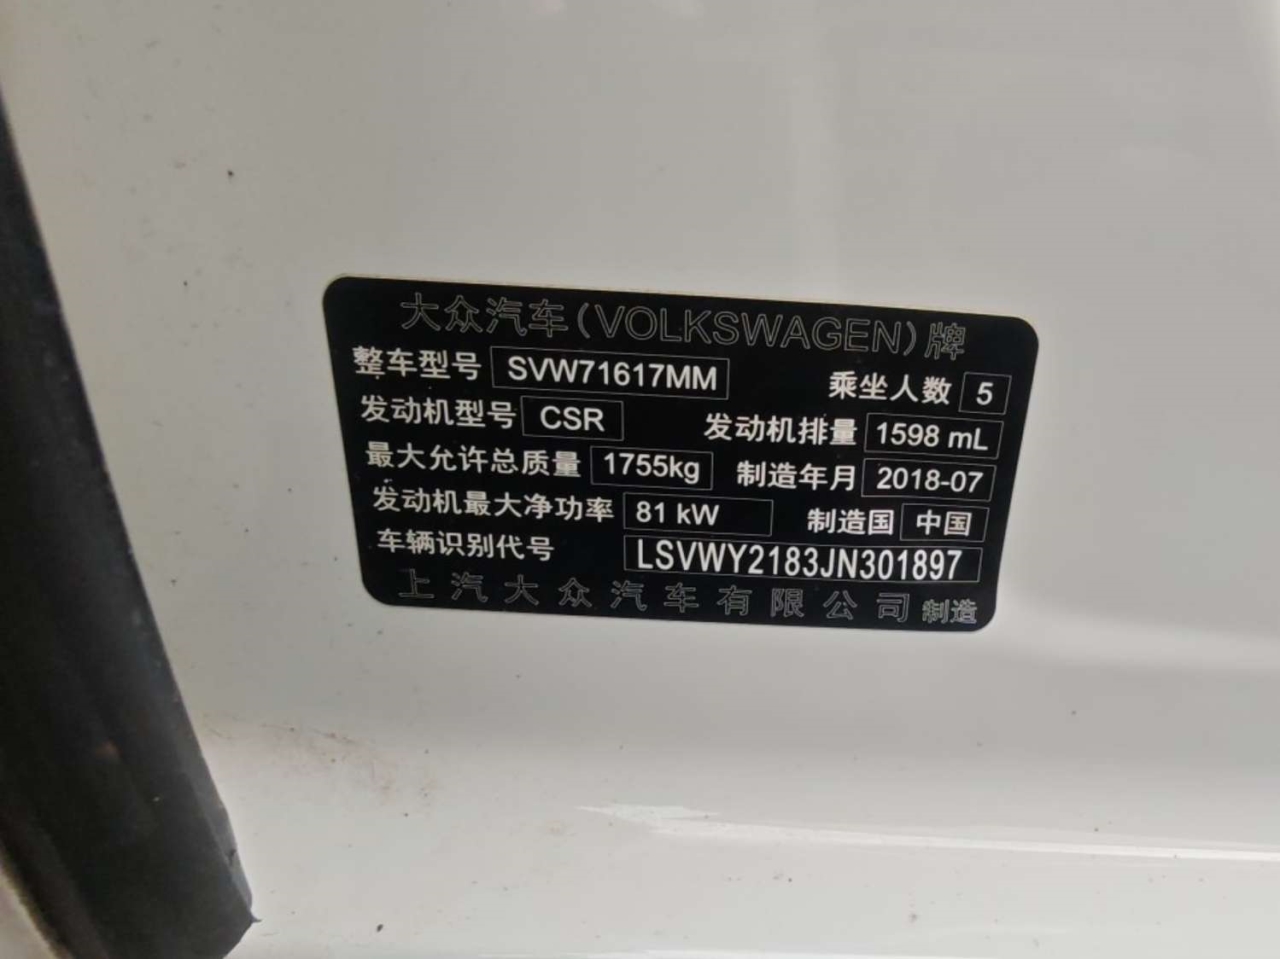 大众汽车(VOLKSWAGEN)牌
整车型号 SVW71617MM 乘坐人数 5
发动机型号 CSR 发动机排量 1598 mL
最大允许总质量 1755kg 制造年月 2018-07
发动机最大净功率 81 kW 制造国 中国
车辆识别代号 LSVWY2183JN301897
上汽大众汽车有限公司 制造